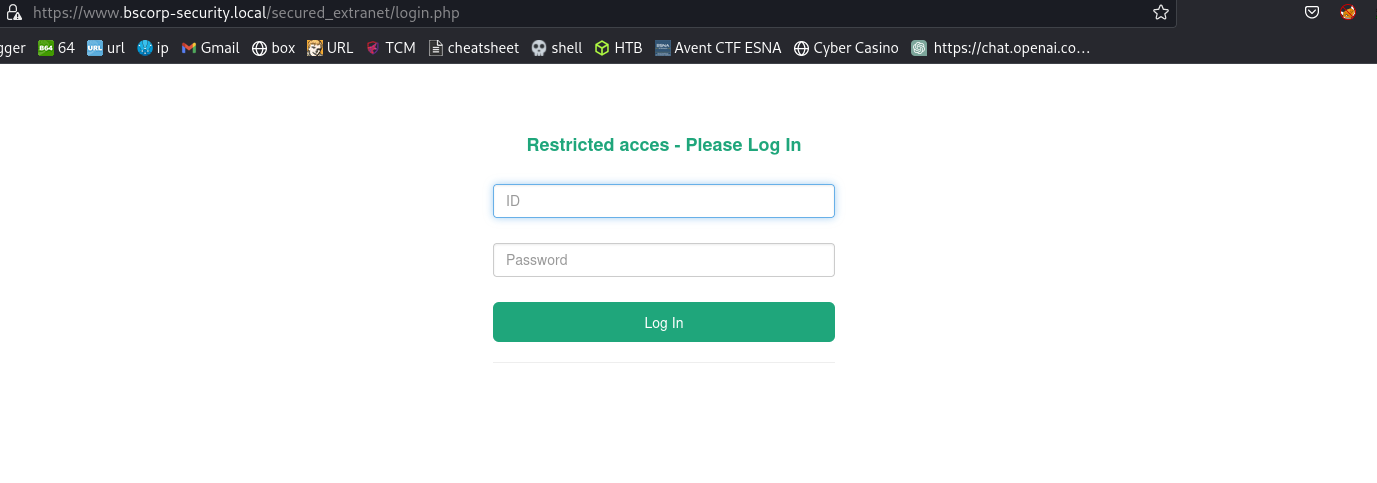 https://www.bscorp-security.local/secured_extranet/login.php
gger B64 64 URL url ip Gmail box URL TCM cheatsheet shell HTB ESNA Avent CTF ESNA Cyber Casino https://chat.openai.co...
Restricted acces - Please Log In
ID
Password
Log In